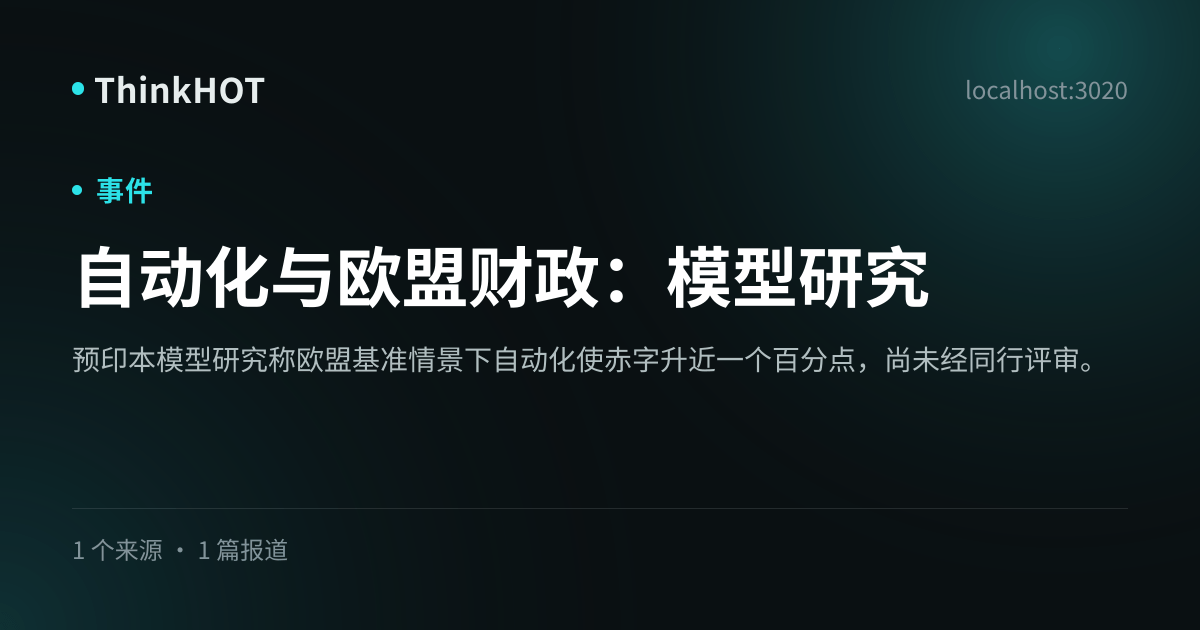 ThinkHOT
localhost:3020
事件
自动化与欧盟财政：模型研究
预印本模型研究称欧盟基准情景下自动化使赤字升近一个百分点，尚未经同行评审。
1 个来源 · 1 篇报道